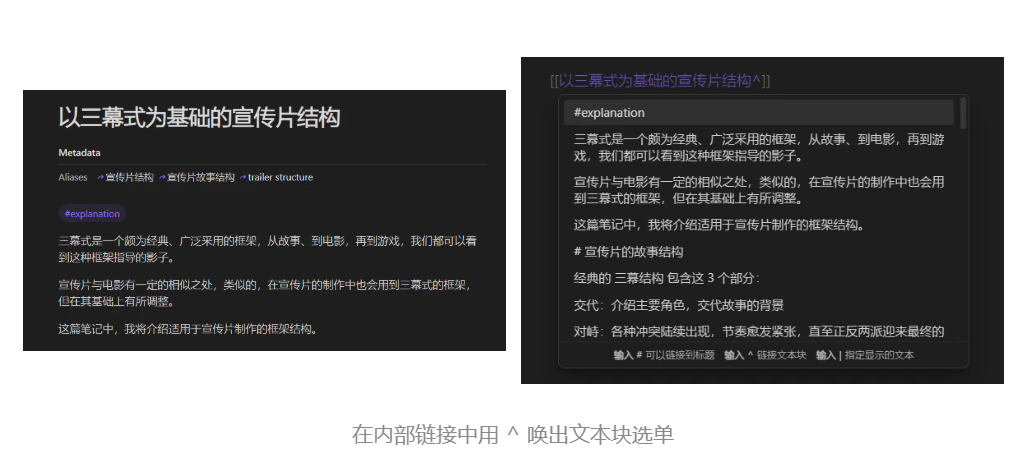 以三幕式为基础的宣传片结构
Metadata
Aliases 宣传片结构 宣传片故事结构 trailer structure
#explanation
三幕式是一个颇为经典、广泛采用的框架，从故事、到电影，再到游戏，我们都可以看
到这种框架指导的影子。
宣传片与电影有一定的相似之处，类似的，在宣传片的制作中也会用到三幕式的框架，
但在其基础上有所调整。
这篇笔记中，我将介绍适用于宣传片制作的框架结构。
[[以三幕式为基础的宣传片结构^]]
#explanation
三幕式是一个颇为经典、广泛采用的框架，从故事、到电影，再到游
戏，我们都可以看到这种框架指导的影子。
宣传片与电影有一定的相似之处，类似的，在宣传片的制作中也会用
到三幕式的框架，但在其基础上有所调整。
这篇笔记中，我将介绍适用于宣传片制作的框架结构。
# 宣传片的故事结构
经典的 三幕结构 包含这 3 个部分：
交代：介绍主要角色，交代故事的背景
对峙：各种冲突陆续出现，节奏愈发紧张，直至正反两派迎来最终的
输入 # 可以链接到标题 输入 ^ 链接文本块 输入 | 指定显示的文本
在内部链接中用 ^ 唤出文本块选单